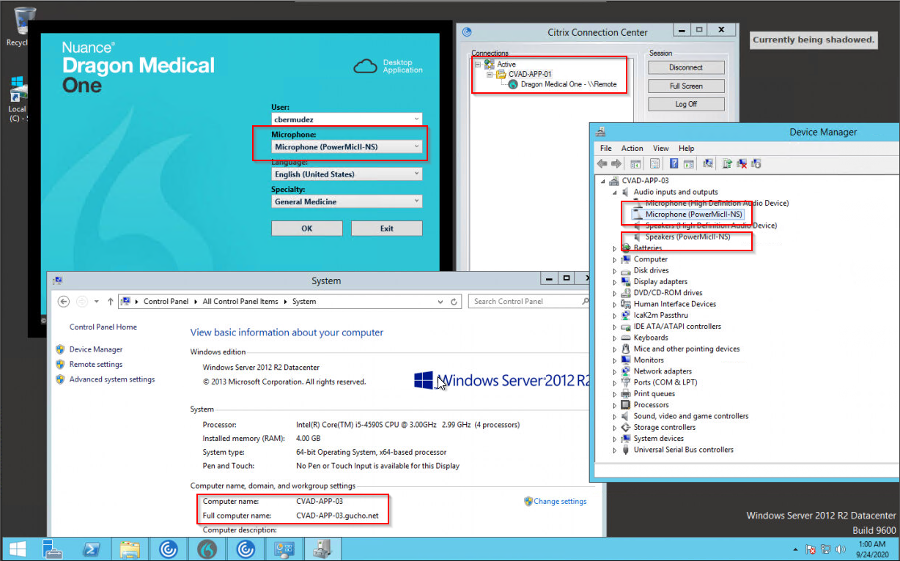 Recycl
Local
(C) - S
Nuance®
Dragon Medical
One
Desktop
Application
User:
cbermudez
Microphone:
Microphone (PowerMicII-NS)
Language:
English (United States)
Specialty:
General Medicine
OK
Exit
Citrix Connection Center
Connections
Active
CVAD-APP-01
Dragon Medical One - \\Remote
Session
Disconnect
Full Screen
Log Off
Currently being shadowed.
Device Manager
File Action View Help
CVAD-APP-03
Audio inputs and outputs
Microphone (High Definition Audio Device)
Microphone (PowerMicII-NS)
Speakers (High Definition Audio Device)
Speakers (PowerMicII-NS)
Batteries
Computer
Disk drives
Display adapters
DVD/CD-ROM drives
Human Interface Devices
IcaK2m Passthru
IDE ATA/ATAPI controllers
Keyboards
Mice and other pointing devices
Monitors
Network adapters
Ports (COM & LPT)
Print queues
Processors
Sound, video and game controllers
Storage controllers
System devices
Universal Serial Bus controllers
System
Control Panel All Control Panel Items System
Search Control Panel
Control Panel Home
Device Manager
Remote settings
Advanced system settings
View basic information about your computer
Windows edition
Windows Server 2012 R2 Datacenter
© 2013 Microsoft Corporation. All rights reserved.
Windows Server 2012 R2
System
Processor: Intel(R) Core(TM) i5-4590S CPU @ 3.00GHz 2.99 GHz (4 processors)
Installed memory (RAM): 4.00 GB
System type: 64-bit Operating System, x64-based processor
Pen and Touch: No Pen or Touch Input is available for this Display
Computer name, domain, and workgroup settings
Computer name: CVAD-APP-03
Change settings
Full computer name: CVAD-APP-03.gucho.net
Computer description:
Windows Server 2012 R2 Datacenter
Build 9600
1:00 AM
9/24/2020